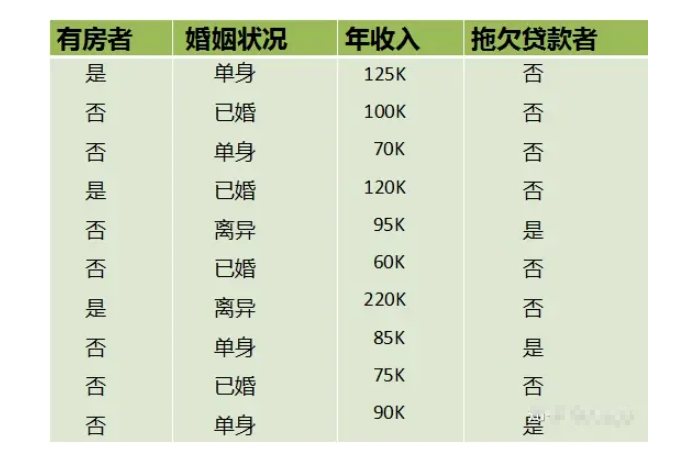 有房者 婚姻状况 年收入 拖欠贷款者
是 单身 125K 否
否 已婚 100K 否
否 单身 70K 否
是 已婚 120K 否
否 离异 95K 是
否 已婚 60K 否
是 离异 220K 否
否 单身 85K 是
否 已婚 75K 否
否 单身 90K 是